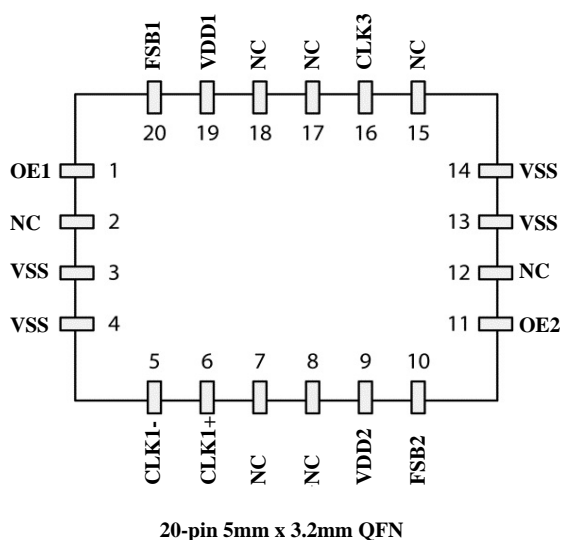 FSB1 VDD1 NC NC CLK3 NC
20 19 18 17 16 15
OE1 1 14 VSS
NC 2 13 VSS
VSS 3 12 NC
VSS 4 11 OE2
5 6 7 8 9 10
CLK1- CLK1+ NC NC VDD2 FSB2
20-pin 5mm x 3.2mm QFN